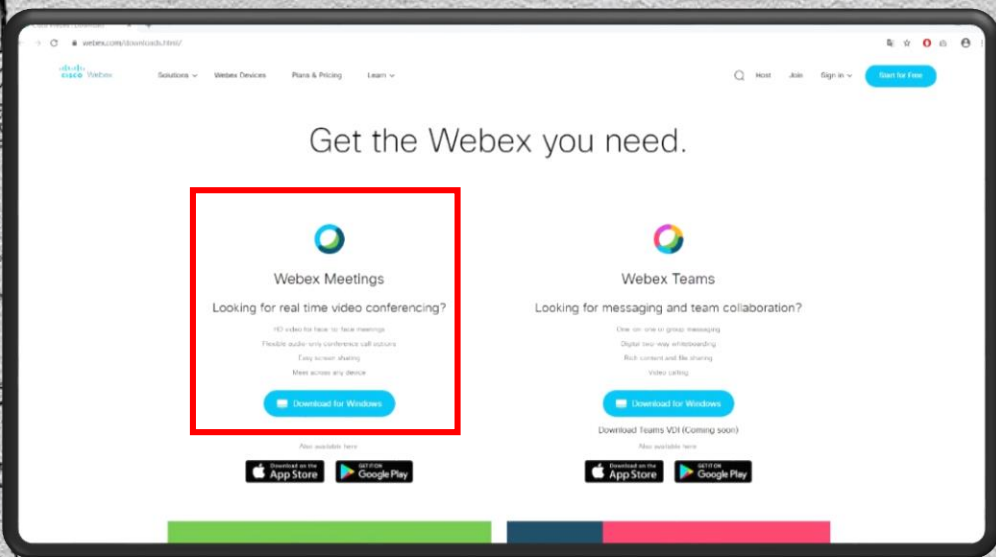 webex.com/downloads.html/
CISCO Webex
Solutions
Webex Devices
Plans & Pricing
Learn
Host
Join
Sign in
Start for Free
Get the Webex you need.
Webex Meetings
Looking for real time video conferencing?
HD video for face-to-face meetings
Flexible audio-only conference call options
Easy screen sharing
Meet across any device
Download for Windows
Also available here
Download on the
App Store
GET IT ON
Google Play
Webex Teams
Looking for messaging and team collaboration?
One-on-one or group messaging
Digital two-way whiteboarding
Rich content and file sharing
Video calling
Download for Windows
Download Teams VDI (Coming soon)
Also available here
Download on the
App Store
GET IT ON
Google Play